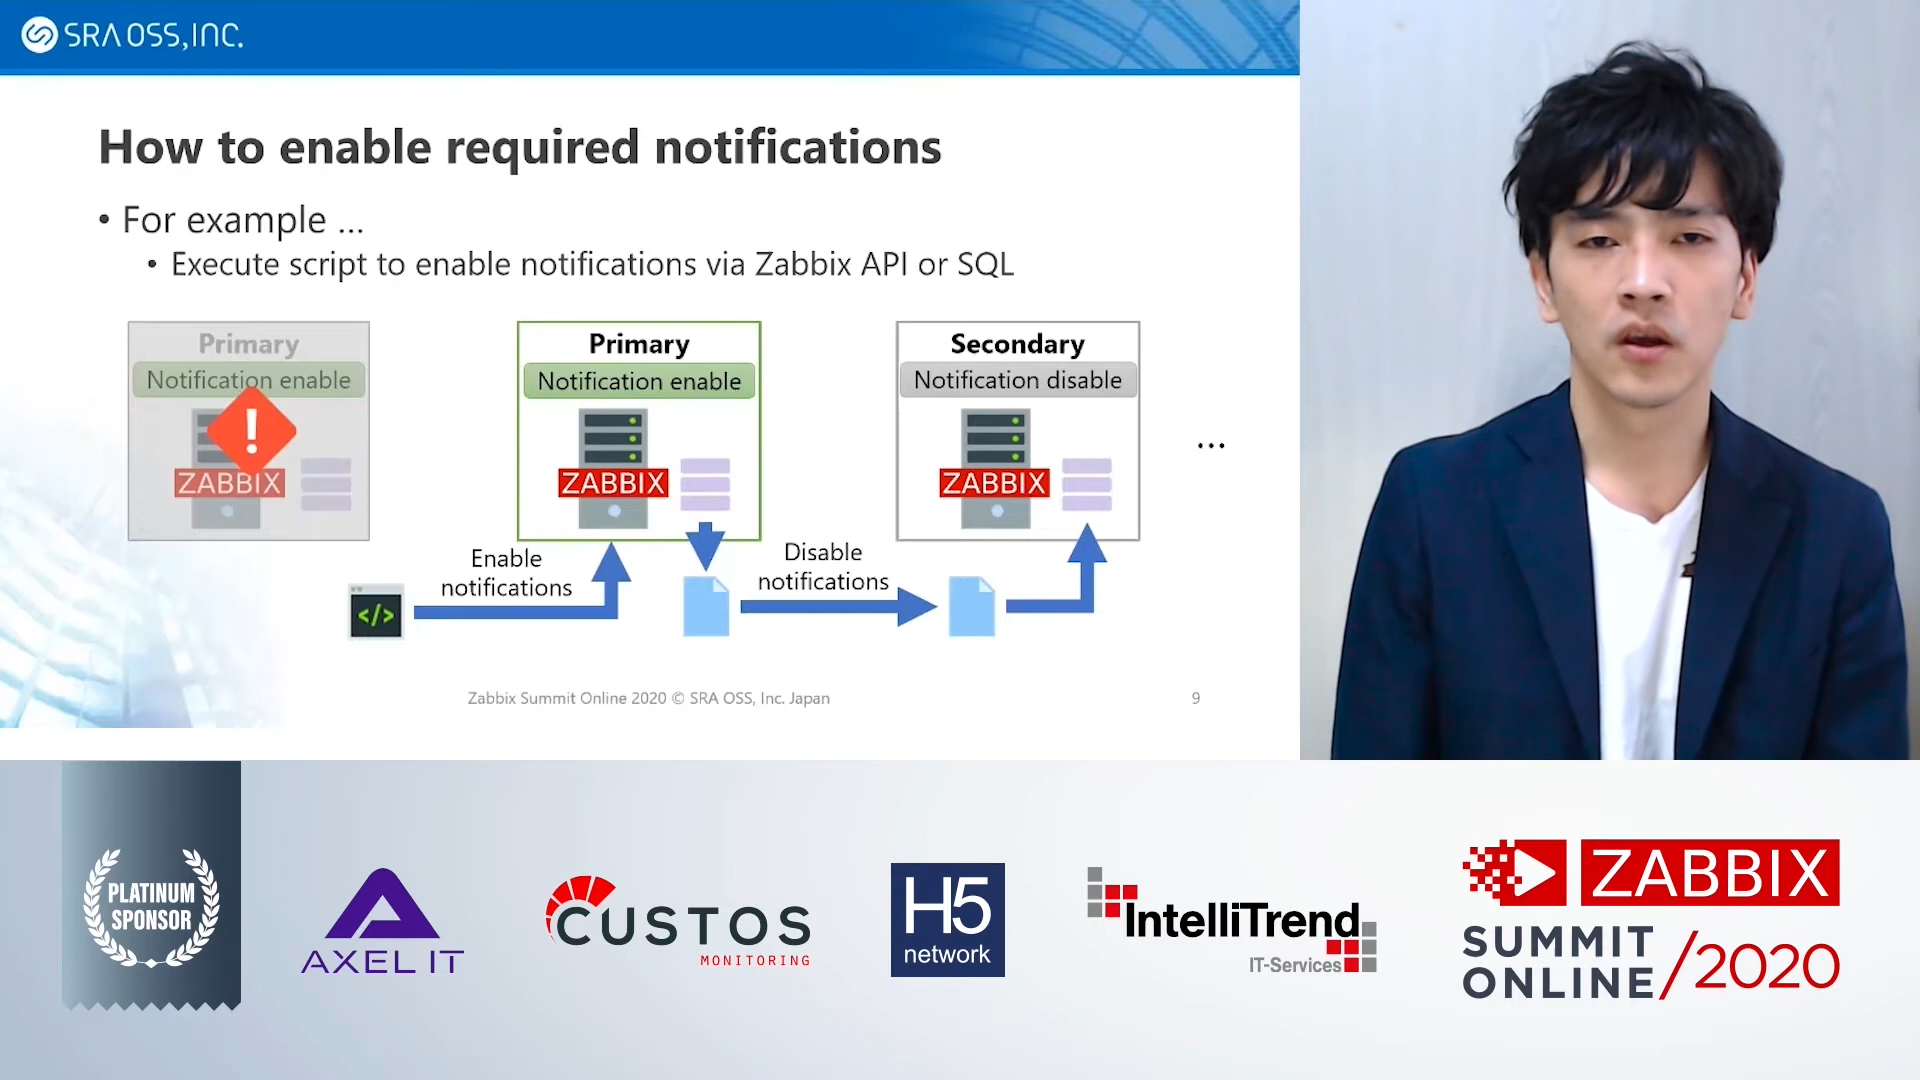 SRA OSS, INC.
How to enable required notifications
• For example ...
• Execute script to enable notifications via Zabbix API or SQL
Primary
Notification enable
!
ZABBIX
Primary
Notification enable
ZABBIX
Secondary
Notification disable
ZABBIX
...
Enable
notifications
Disable
notifications
</>
Zabbix Summit Online 2020 © SRA OSS, Inc. Japan
9
PLATINUM
SPONSOR
AXEL IT
CUSTOS
MONITORING
H5
network
IntelliTrend
IT-Services
ZABBIX
SUMMIT
ONLINE /2020